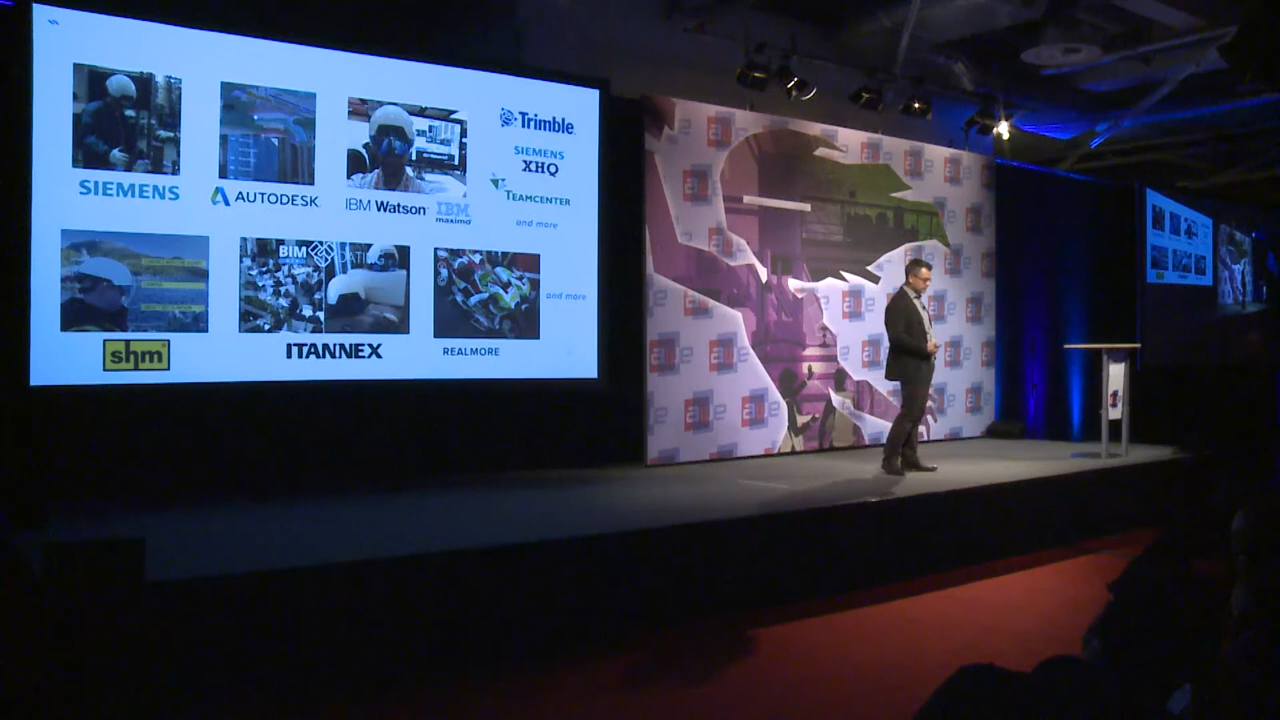 SIEMENS
AUTODESK
IBM Watson
IBM
maximo
Trimble
SIEMENS
XHQ
TEAMCENTER
and more
BIM
shm
ITANNEX
REALMORE
and more